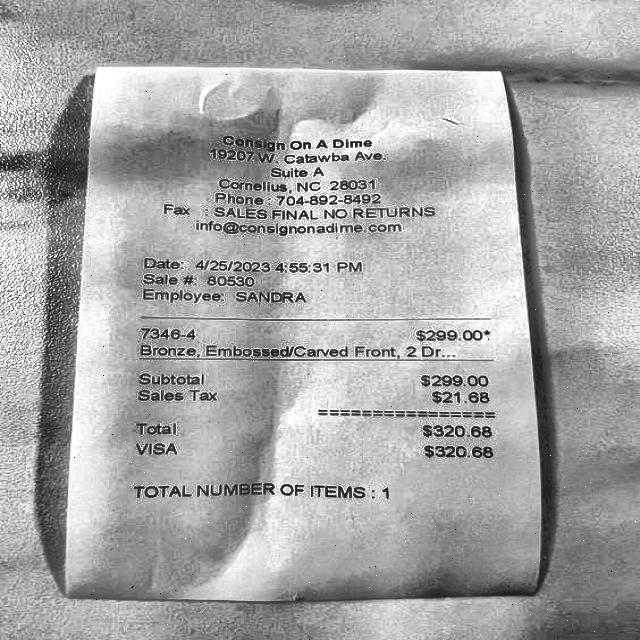 Consign On A Dime
19207 W. Catawba Ave.
Suite A
Cornelius, NC 28031
Phone : 704-892-8492
Fax : SALES FINAL NO RETURNS
info@consignonadime.com
Date: 4/25/2023 4:55:31 PM
Sale #: 80530
Employee: SANDRA
7346-4 $299.00*
Bronze, Embossed/Carved Front, 2 Dr...
Subtotal $299.00
Sales Tax $21.68
===============
Total $320.68
VISA $320.68
TOTAL NUMBER OF ITEMS : 1